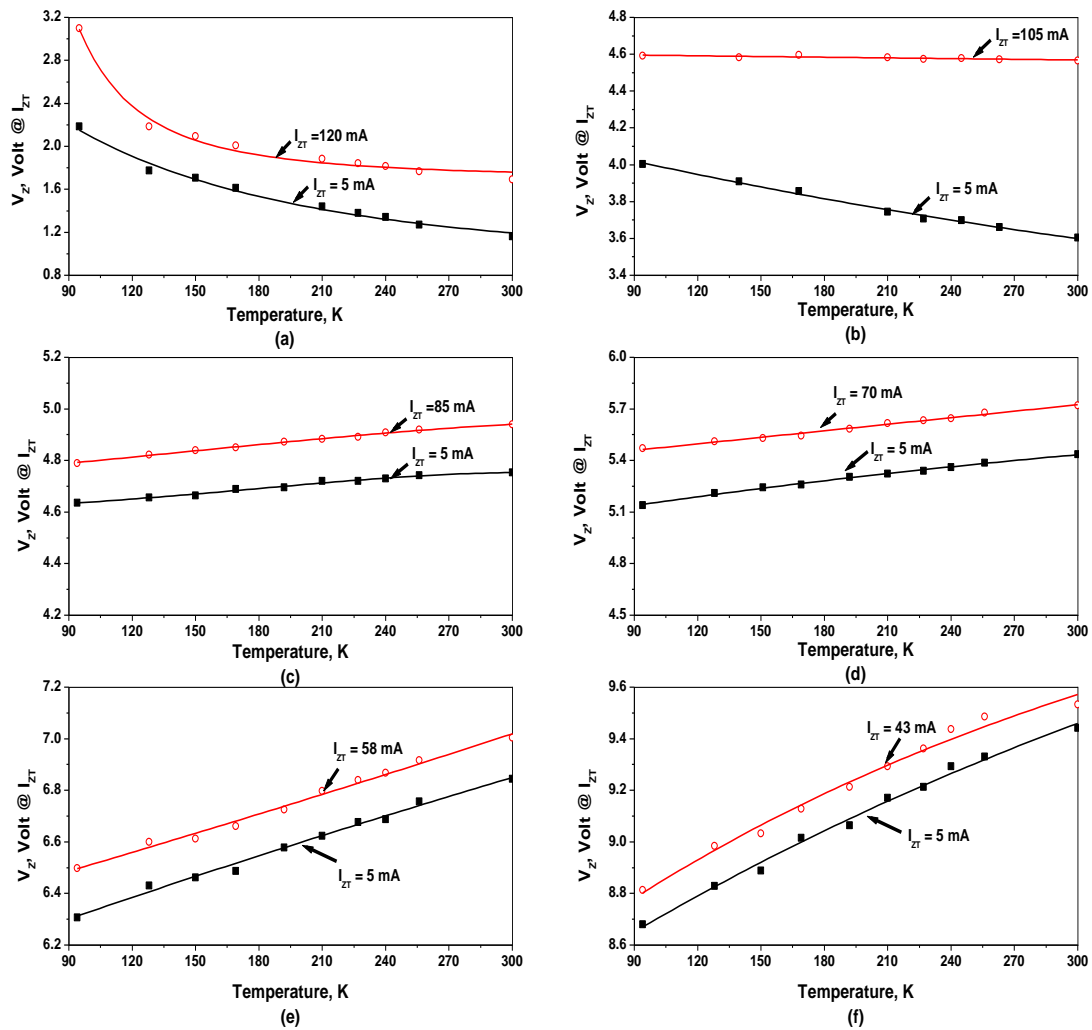 3.2
2.8
2.4
2.0
1.6
1.2
0.8
V_Z, Volt @ I_ZT
I_ZT =120 mA
I_ZT = 5 mA
90 120 150 180 210 240 270 300
Temperature, K
(a)
4.8
4.6
4.4
4.2
4.0
3.8
3.6
3.4
V_Z, Volt @ I_ZT
I_ZT =105 mA
I_ZT = 5 mA
90 120 150 180 210 240 270 300
Temperature, K
(b)
5.2
5.0
4.8
4.6
4.4
4.2
V_Z, Volt @ I_ZT
I_ZT =85 mA
I_ZT = 5 mA
90 120 150 180 210 240 270 300
Temperature, K
(c)
6.0
5.7
5.4
5.1
4.8
4.5
V_Z, Volt @ I_ZT
I_ZT = 70 mA
I_ZT = 5 mA
90 120 150 180 210 240 270 300
Temperature, K
(d)
7.2
7.0
6.8
6.6
6.4
6.2
V_Z, Volt @ I_ZT
I_ZT = 58 mA
I_ZT = 5 mA
90 120 150 180 210 240 270 300
Temperature, K
(e)
9.6
9.4
9.2
9.0
8.8
8.6
V_Z, Volt @ I_ZT
I_ZT = 43 mA
I_ZT = 5 mA
90 120 150 180 210 240 270 300
Temperature, K
(f)